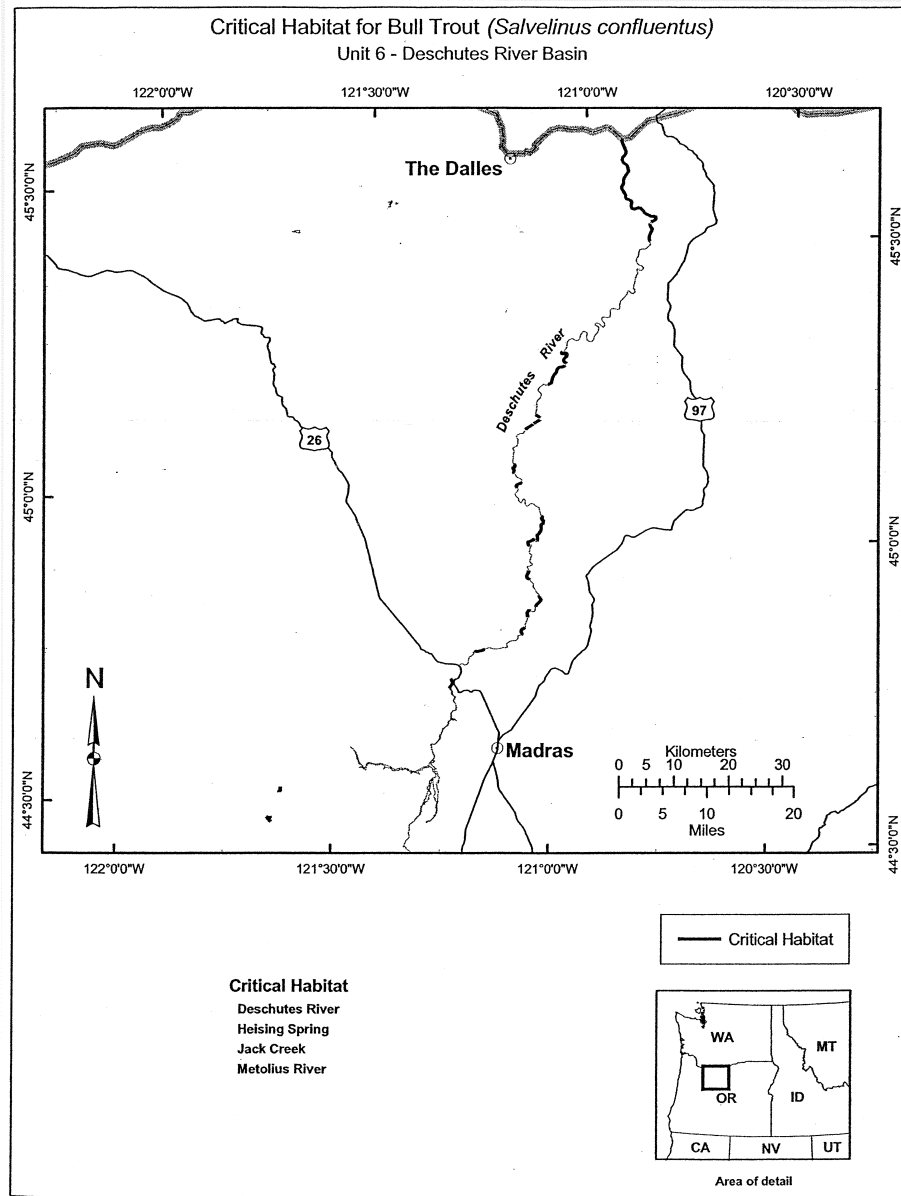 Critical Habitat for Bull Trout (Salvelinus confluentus)
Unit 6 - Deschutes River Basin
122°0'0"W 121°30'0"W 121°0'0"W 120°30'0"W
The Dalles
45°30'0"N
45°30'0"N
Deschutes River
97
26
45°0'0"N
45°0'0"N
N
Madras
Kilometers
0 5 10 20 30
0 5 10 20
Miles
44°30'0"N
44°30'0"N
122°0'0"W 121°30'0"W 121°0'0"W 120°30'0"W
Critical Habitat
Critical Habitat
Deschutes River
Heising Spring
Jack Creek
Metolius River
WA
MT
OR
ID
CA
NV
UT
Area of detail